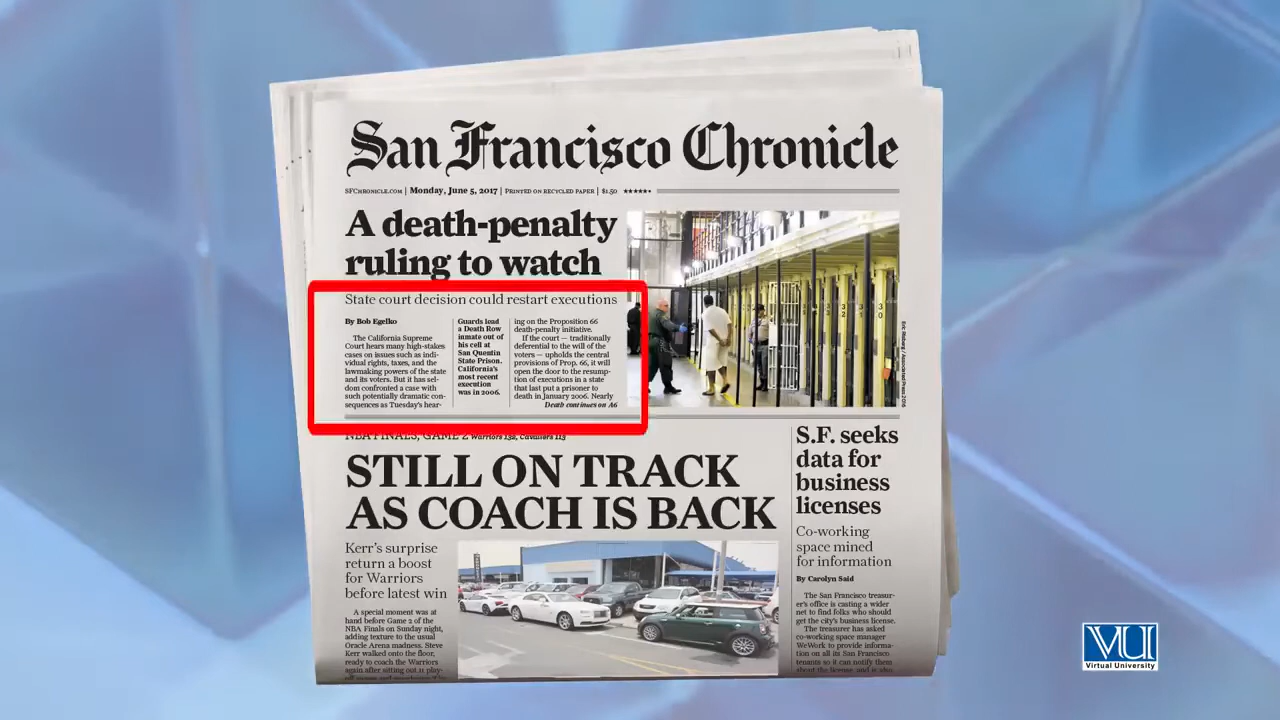 San Francisco Chronicle
SFChronicle.com | Monday, June 5, 2017 | Printed on recycled paper | $1.50 ★★★★★
A death-penalty
ruling to watch
State court decision could restart executions
By Bob Egelko
The California Supreme
Court hears many high-stakes
cases on issues such as indi-
vidual rights, taxes, and the
lawmaking powers of the state
and its voters. But it has sel-
dom confronted a case with
such potentially dramatic con-
sequences as Tuesday's hear-
Guards lead
a Death Row
inmate out of
his cell at
San Quentin
State Prison.
California's
most recent
execution
was in 2006.
ing on the Proposition 66
death-penalty initiative.
If the court — traditionally
deferential to the will of the
voters — upholds the central
provisions of Prop. 66, it will
open the door to the resump-
tion of executions in a state
that last put a prisoner to
death in January 2006. Nearly
Death continues on A6
Associated Press 2016
NBA FINALS, GAME 2 Warriors 132, Cavaliers 113
STILL ON TRACK
AS COACH IS BACK
Kerr's surprise
return a boost
for Warriors
before latest win
A special moment was at
hand before Game 2 of the
NBA Finals on Sunday night,
adding texture to the usual
Oracle Arena madness. Steve
Kerr walked onto the floor,
ready to coach the Warriors
again after sitting out 11 play-
S.F. seeks
data for
business
licenses
Co-working
space mined
for information
By Carolyn Said
The San Francisco treasur-
er's office is casting a wider
net to find folks who should
get the city's business license.
The treasurer has asked
co-working space manager
WeWork to provide informa-
tion on all its San Francisco
tenants so it can notify them
about the license, and is also
VU
Virtual University